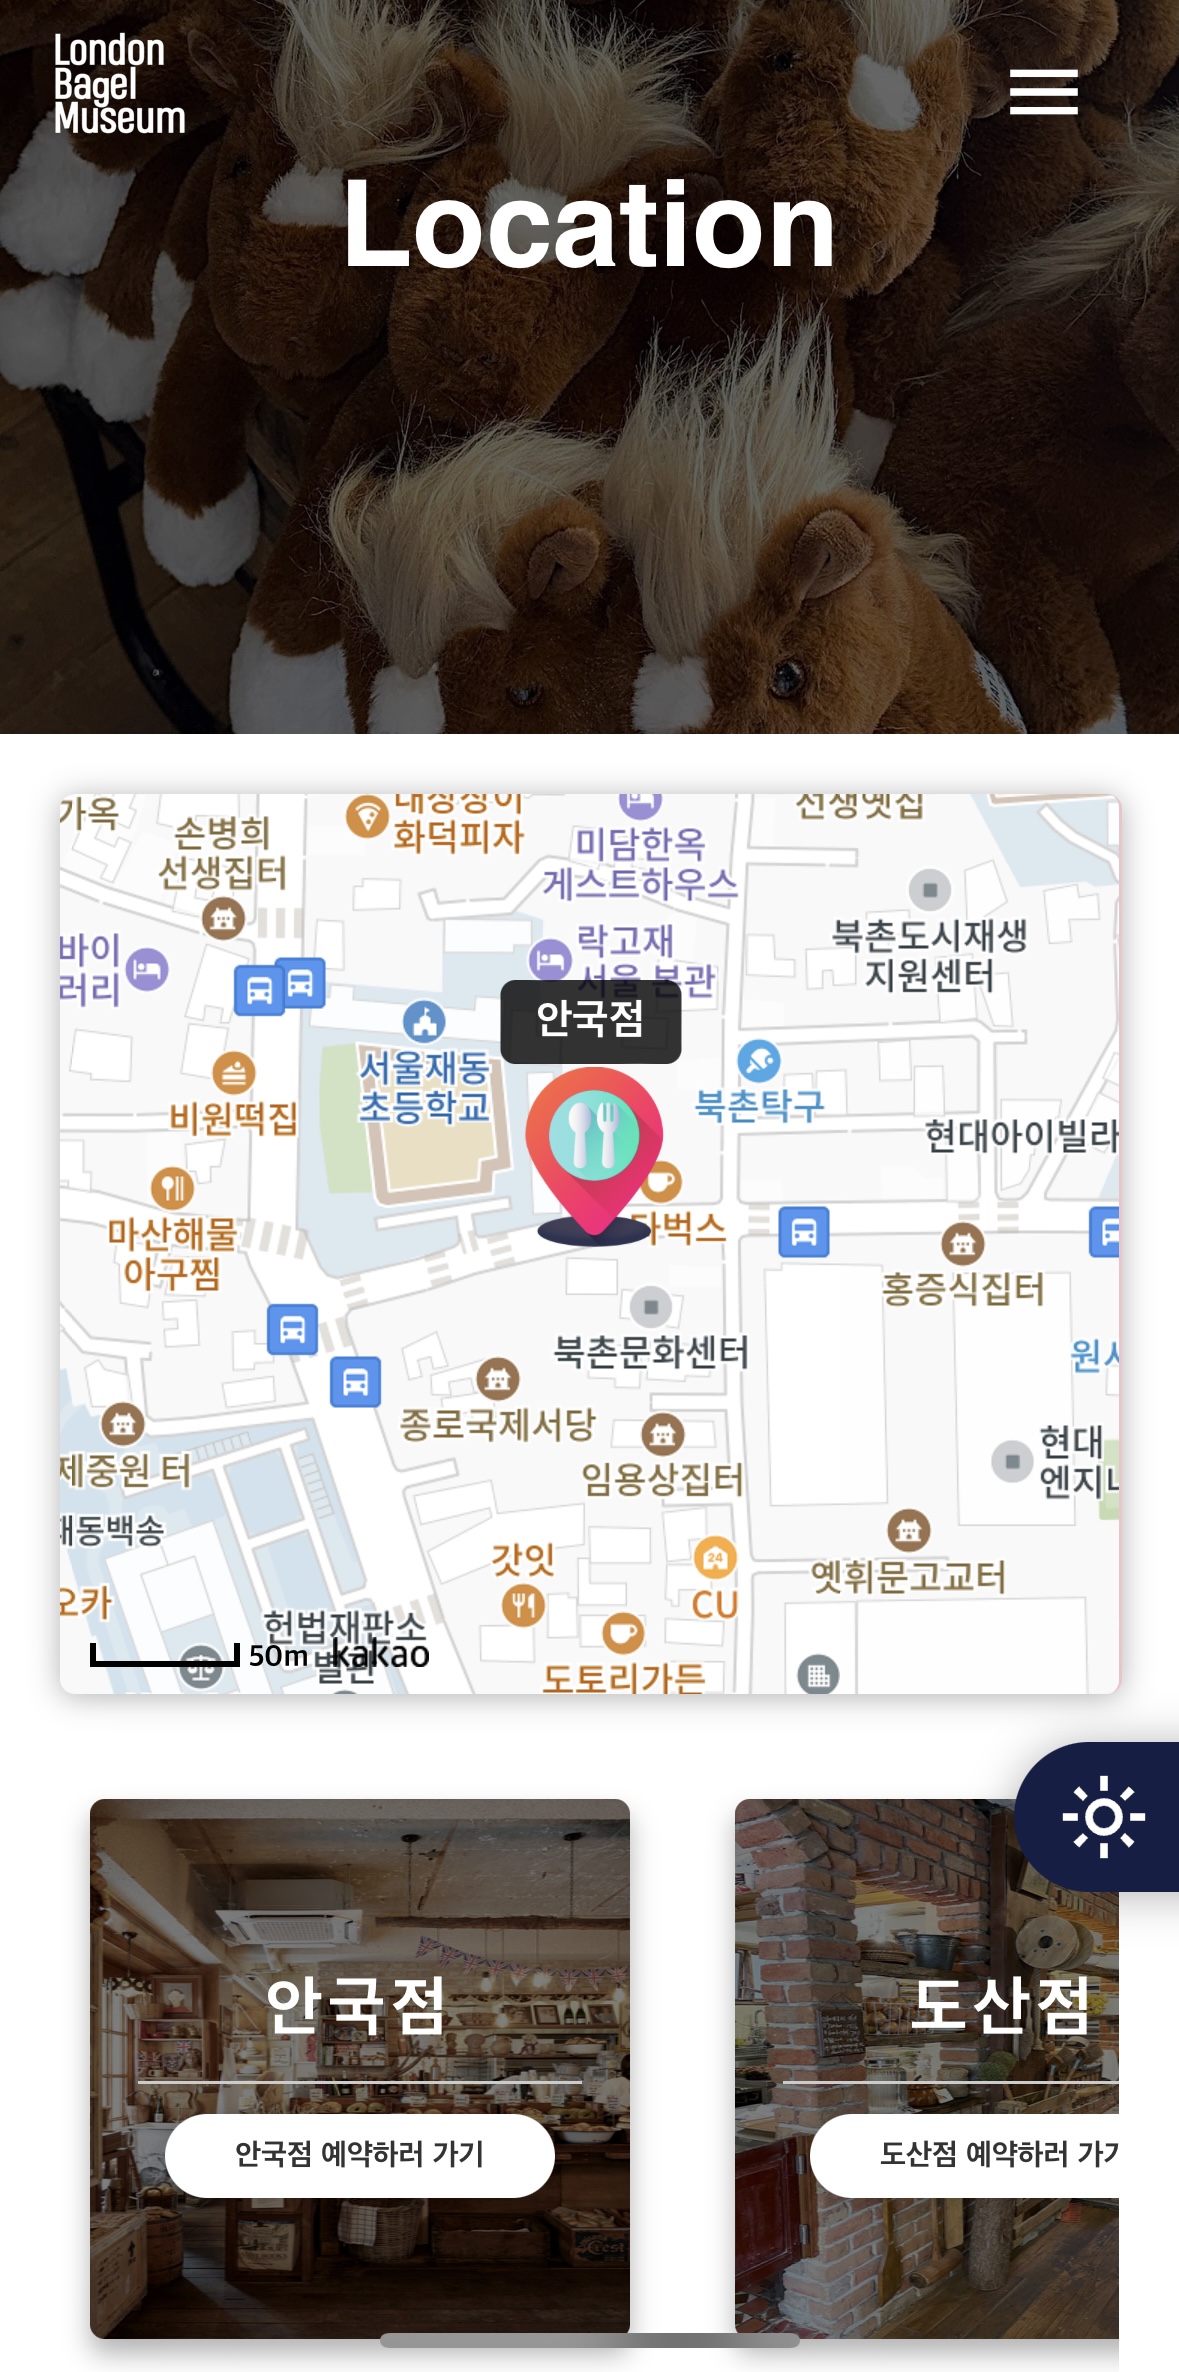 London
Bagel
Museum
Location
가옥
손병희
선생집터
화덕피자
미담한옥
게스트하우스
선생옛집
북촌도시재생
지원센터
바이
러리
락고재
서울 본관
안국점
서울재동
초등학교
비원떡집
북촌탁구
현대아이빌라
마산해물
아구찜
타벅스
홍증식집터
북촌문화센터
종로국제서당
제중원 터
임용상집터
현대
엔지니
재동백송
오카
갓잇
24
CU
옛휘문고교터
헌법재판소
별관
50m
kakao
도토리가든
안국점
안국점 예약하러 가기
도산점
도산점 예약하러 가기